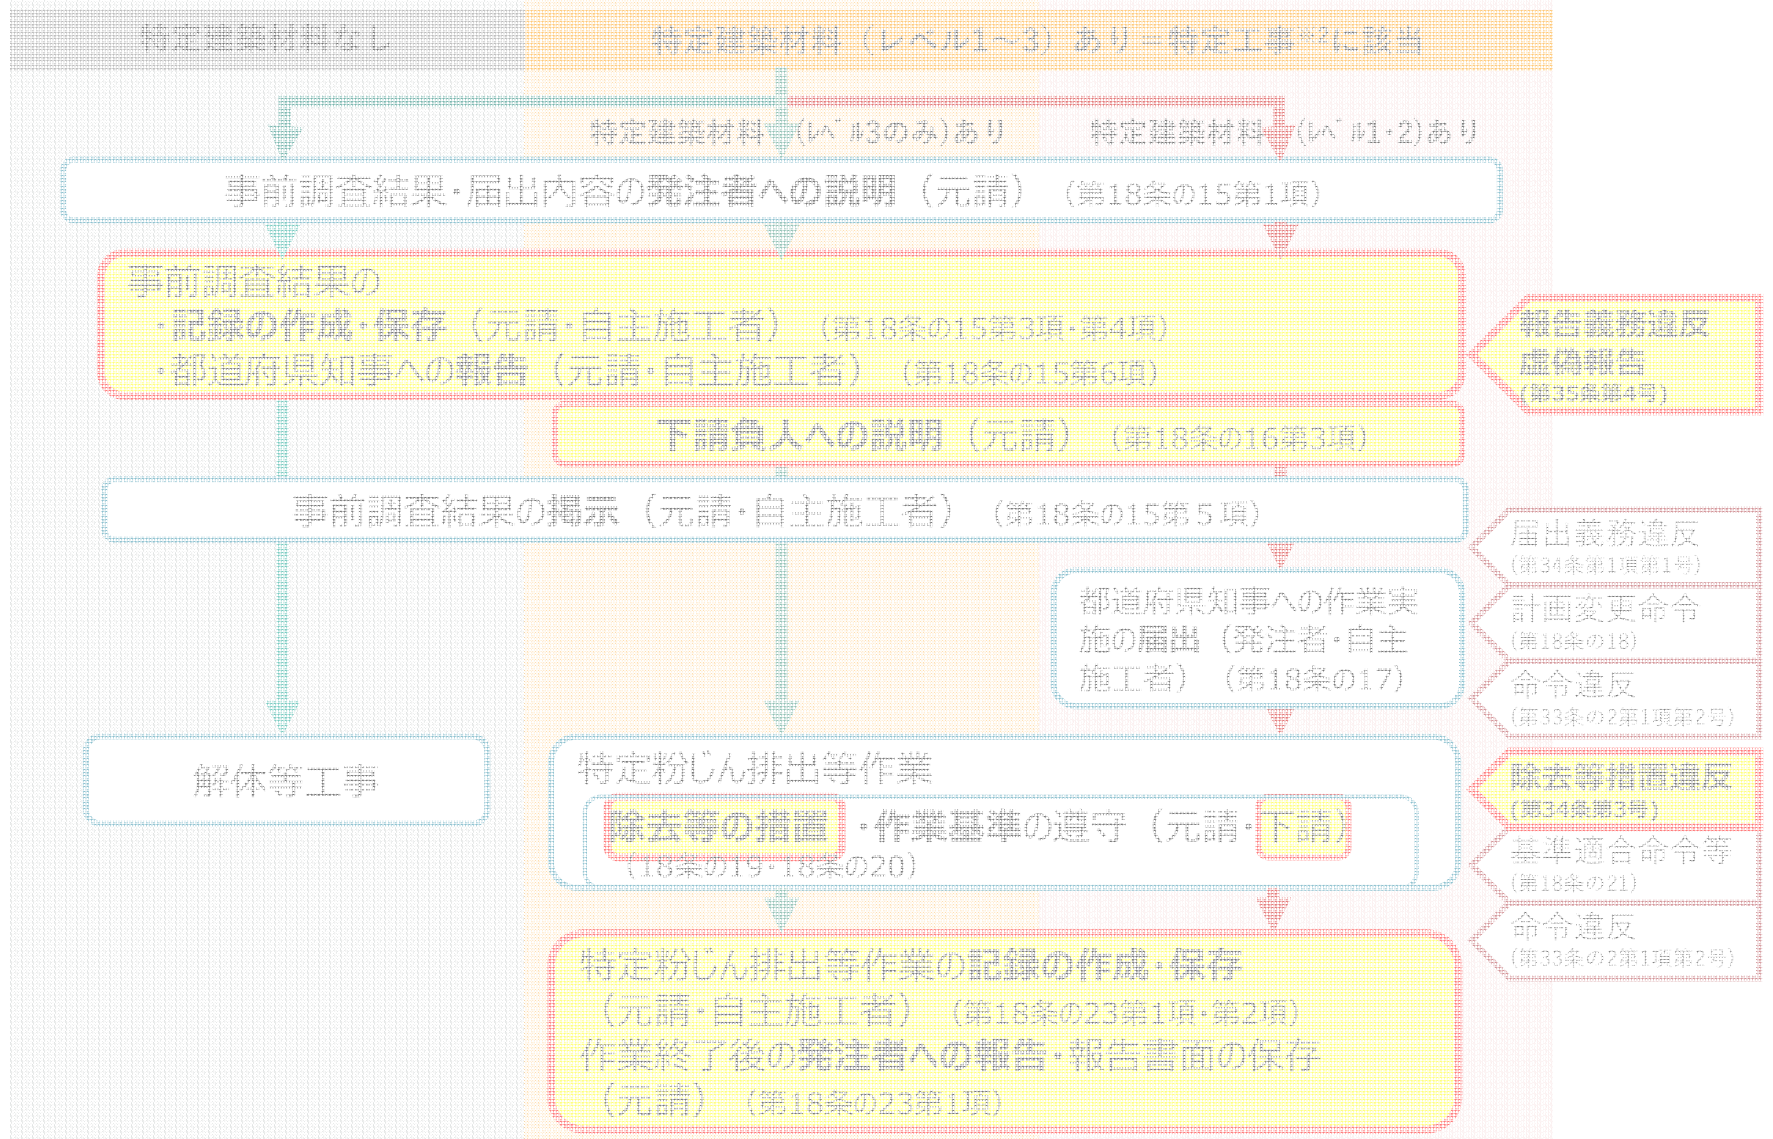 特定建築材料なし
特定建築材料（レベル1～3）あり＝特定工事※2に該当
特定建築材料 (ﾚﾍﾞﾙ3のみ)あり
特定建築材料 (ﾚﾍﾞﾙ1･2)あり
事前調査結果･届出内容の発注者への説明（元請）（第18条の15第1項）
事前調査結果の
･記録の作成･保存（元請･自主施工者）（第18条の15第3項･第4項）
･都道府県知事への報告（元請･自主施工者）（第18条の15第6項）
報告義務違反
虚偽報告
(第35条第4号)
下請負人への説明（元請）（第18条の16第3項）
事前調査結果の掲示（元請･自主施工者）（第18条の15第５項）
届出義務違反
(第34条第1項第1号)
都道府県知事への作業実
施の届出（発注者･自主
施工者）（第18条の17）
計画変更命令
(第18条の18)
命令違反
(第33条の2第1項第2号)
解体等工事
特定粉じん排出等作業
除去等の措置･作業基準の遵守（元請･下請）
（18条の19･18条の20）
除去等措置違反
(第34条第3号)
基準適合命令等
(第18条の21)
命令違反
(第33条の2第1項第2号)
特定粉じん排出等作業の記録の作成･保存
（元請･自主施工者）（第18条の23第1項･第2項）
作業終了後の発注者への報告･報告書面の保存
（元請）（第18条の23第1項）